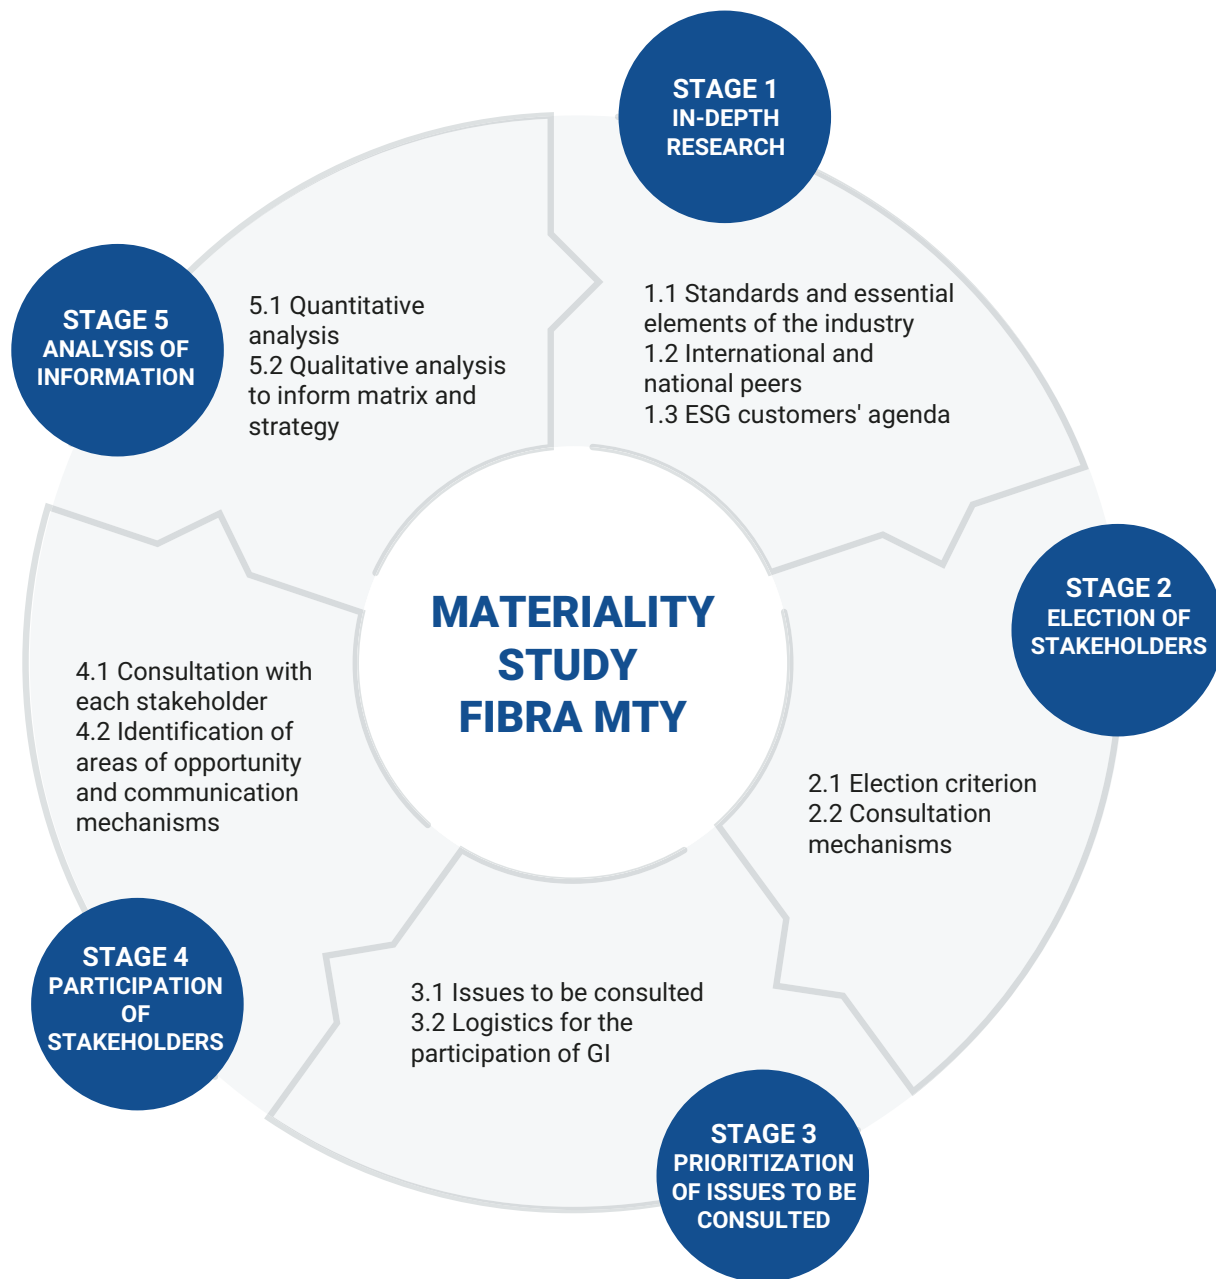 MATERIALITY
STUDY
FIBRA MTY
STAGE 1
IN-DEPTH
RESEARCH
1.1 Standards and essential
elements of the industry
1.2 International and
national peers
1.3 ESG customers' agenda
STAGE 2
ELECTION OF
STAKEHOLDERS
2.1 Election criterion
2.2 Consultation
mechanisms
STAGE 3
PRIORITIZATION
OF ISSUES TO BE
CONSULTED
3.1 Issues to be consulted
3.2 Logistics for the
participation of GI
STAGE 4
PARTICIPATION
OF
STAKEHOLDERS
4.1 Consultation with
each stakeholder
4.2 Identification of
areas of opportunity
and communication
mechanisms
STAGE 5
ANALYSIS OF
INFORMATION
5.1 Quantitative
analysis
5.2 Qualitative analysis
to inform matrix and
strategy